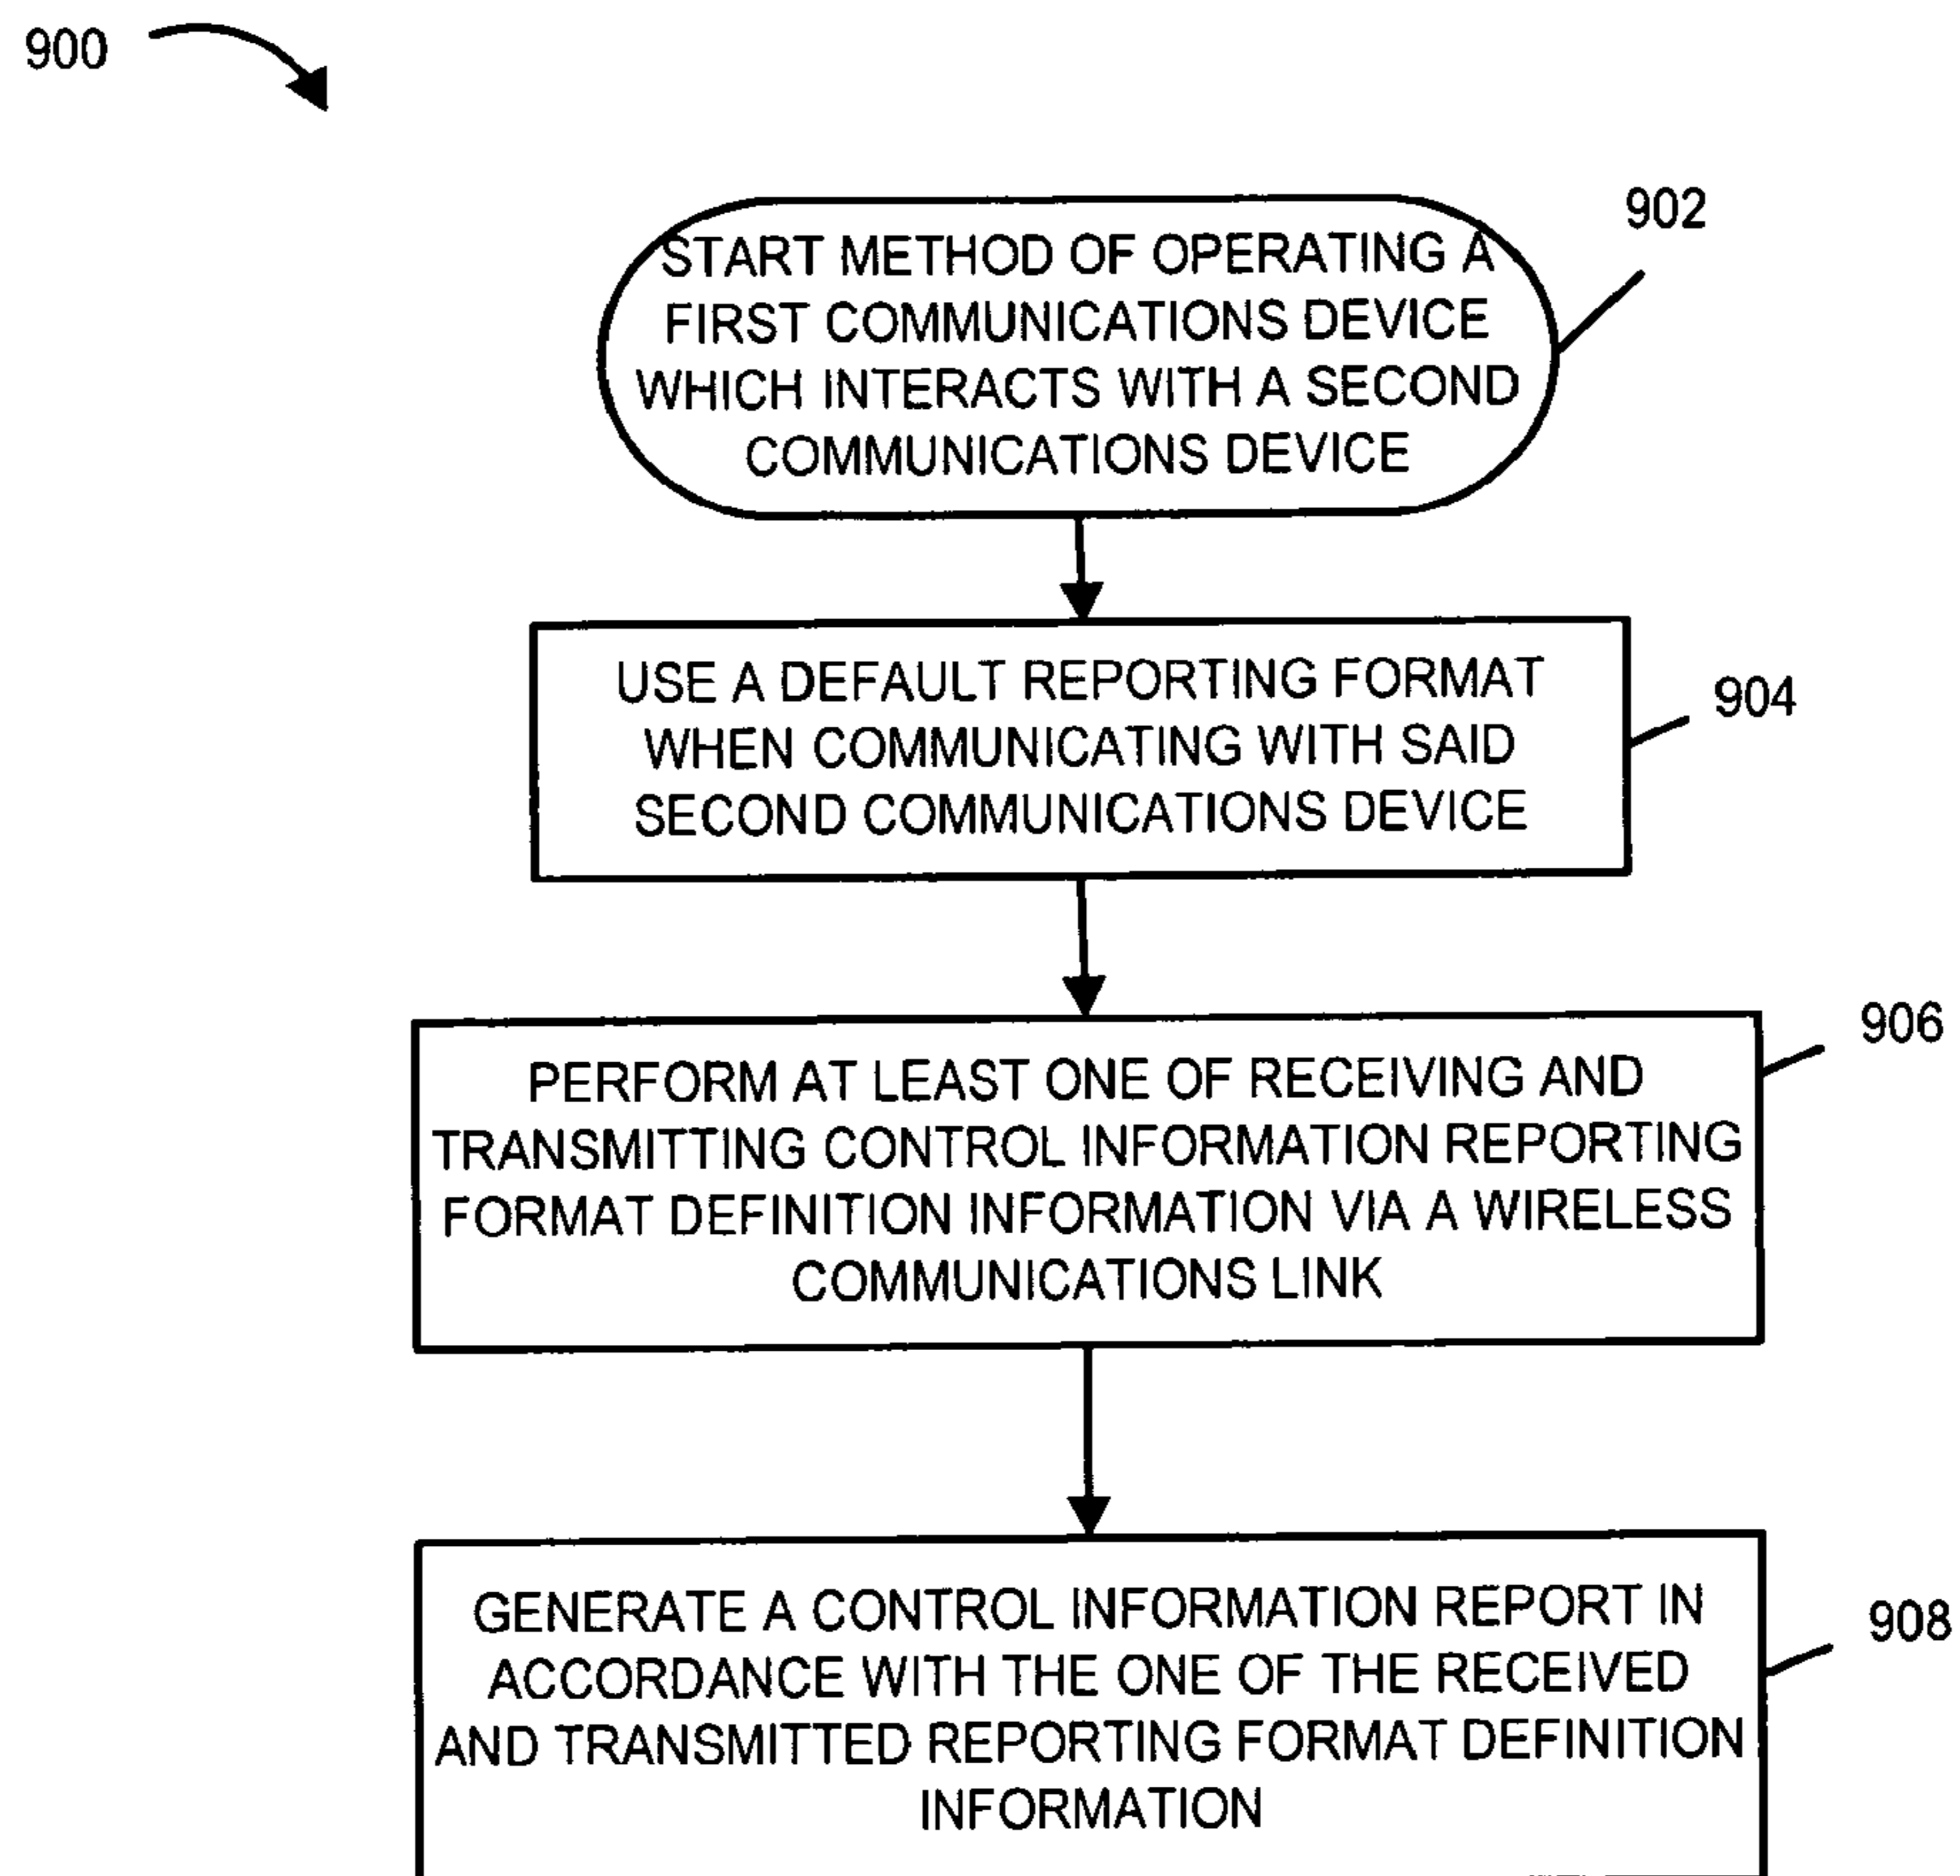 900
902
START METHOD OF OPERATING A
FIRST COMMUNICATIONS DEVICE
WHICH INTERACTS WITH A SECOND
COMMUNICATIONS DEVICE
904
USE A DEFAULT REPORTING FORMAT
WHEN COMMUNICATING WITH SAID
SECOND COMMUNICATIONS DEVICE
906
PERFORM AT LEAST ONE OF RECEIVING AND
TRANSMITTING CONTROL INFORMATION REPORTING
FORMAT DEFINITION INFORMATION VIA A WIRELESS
COMMUNICATIONS LINK
908
GENERATE A CONTROL INFORMATION REPORT IN
ACCORDANCE WITH THE ONE OF THE RECEIVED
AND TRANSMITTED REPORTING FORMAT DEFINITION
INFORMATION